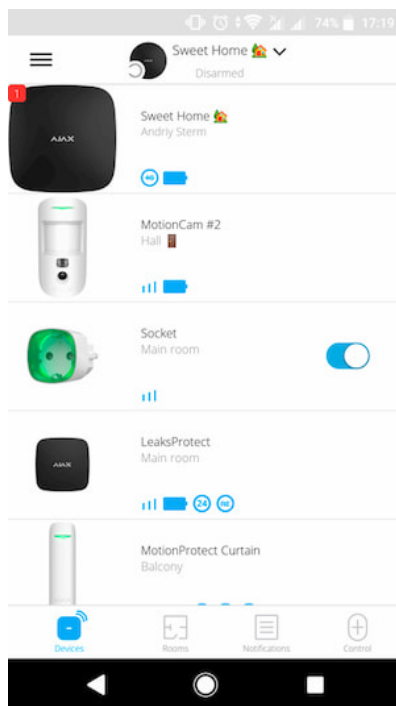 74% 17:19
Sweet Home 🏡
Disarmed
1
AJAX
Sweet Home 🏡
Andriy Sterm
4G
MotionCam #2
Hall 🚪
Socket
Main room
AJAX
LeaksProtect
Main room
24
MotionProtect Curtain
Balcony
Devices
Rooms
Notifications
Control